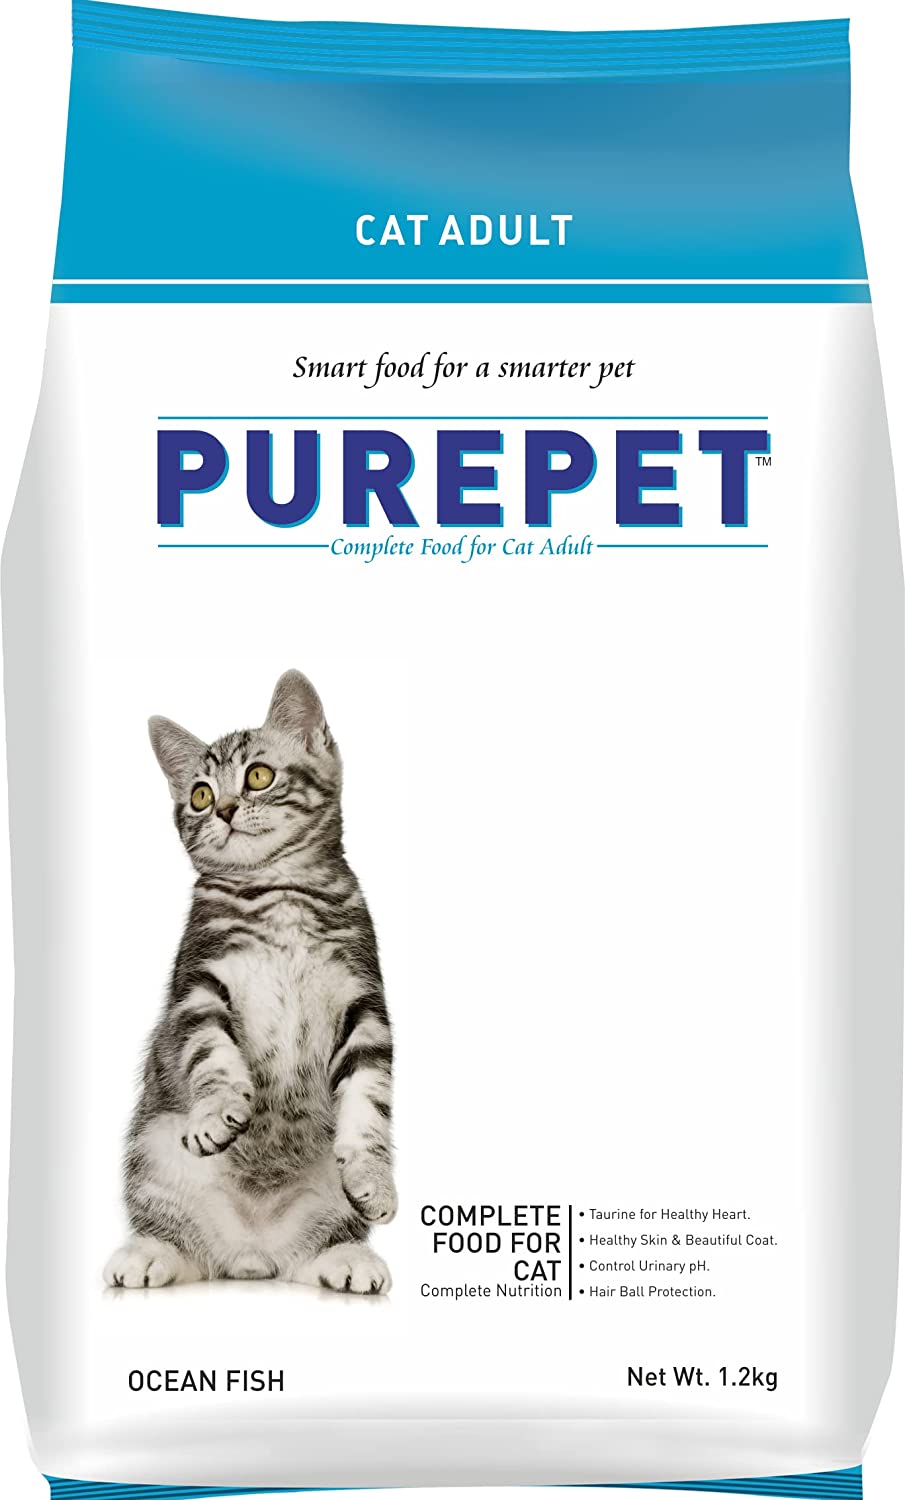 CAT ADULT
Smart food for a smarter pet
PUREPET™
Complete Food for Cat Adult
COMPLETE
FOOD FOR
CAT
Complete Nutrition
• Taurine for Healthy Heart.
• Healthy Skin & Beautiful Coat.
• Control Urinary pH.
• Hair Ball Protection.
OCEAN FISH
Net Wt. 1.2kg